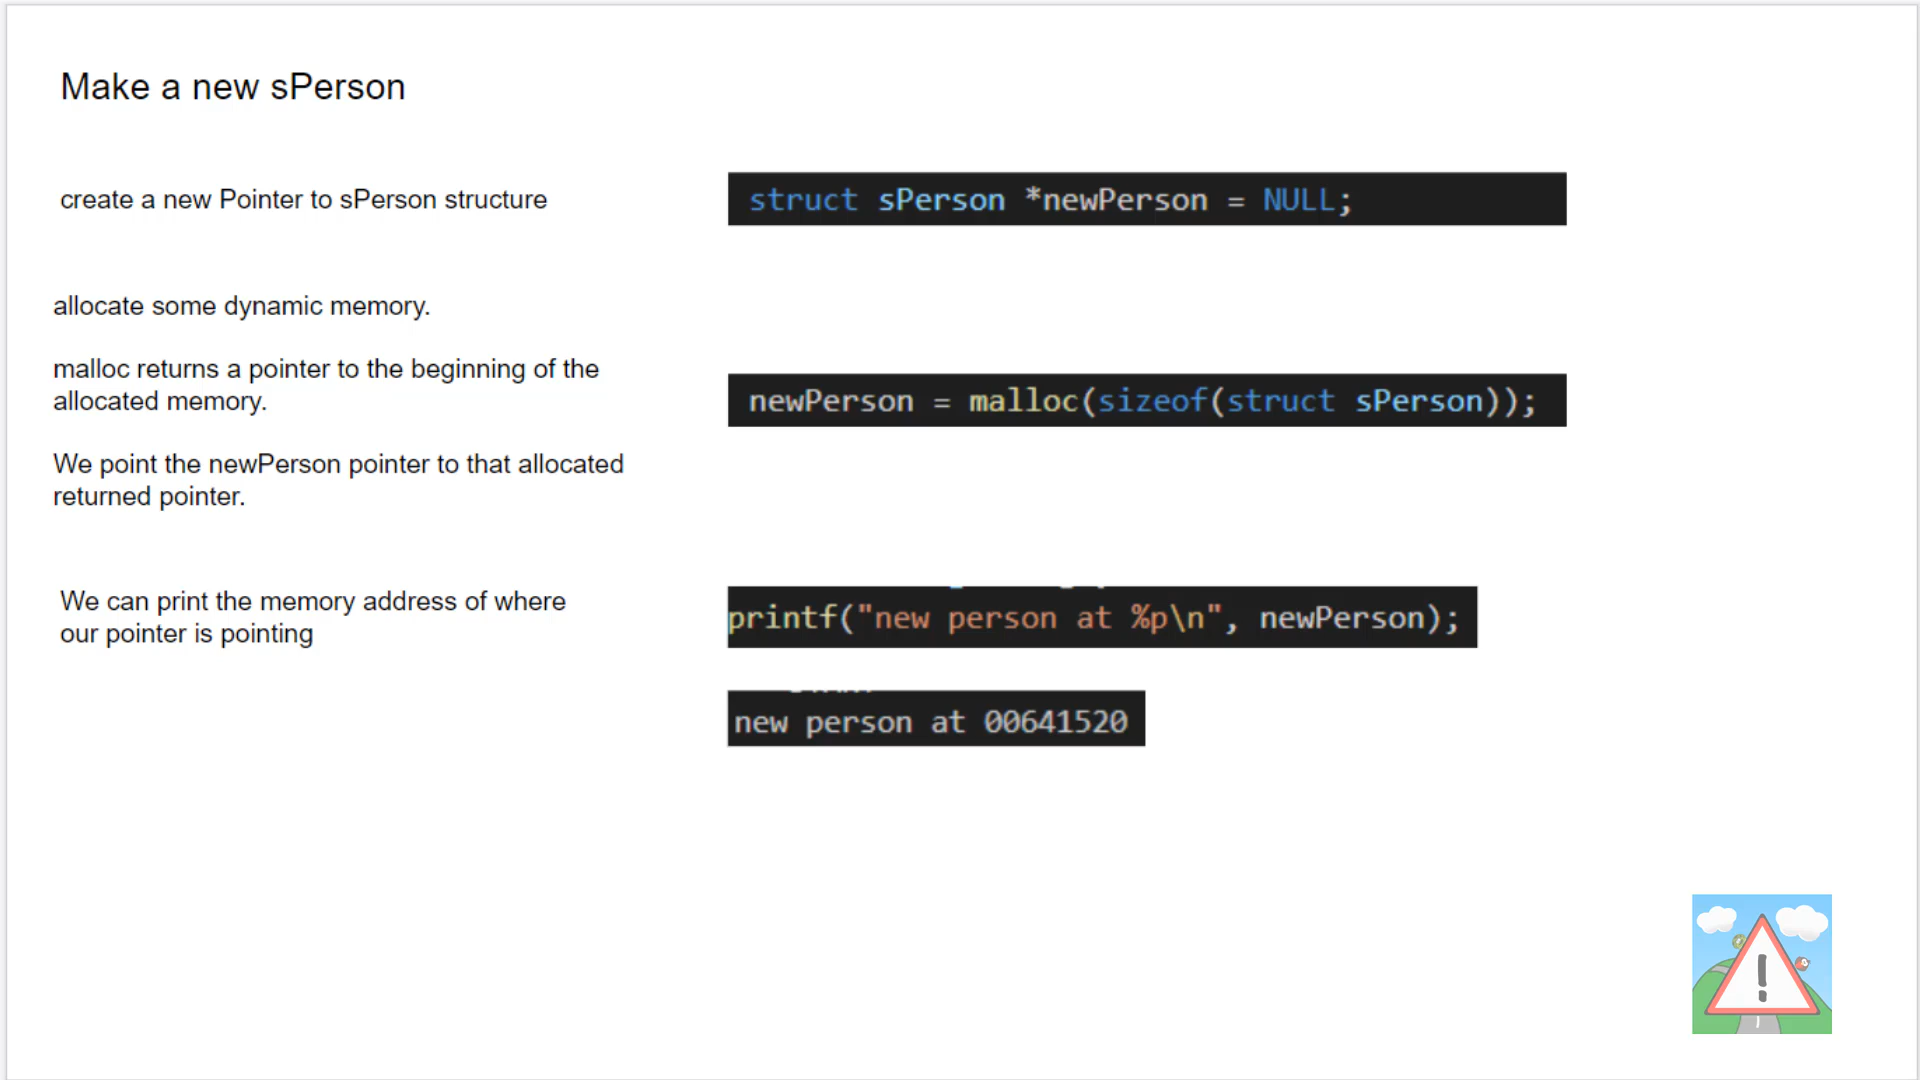 Make a new sPerson
create a new Pointer to sPerson structure
struct sPerson *newPerson = NULL;
allocate some dynamic memory.
malloc returns a pointer to the beginning of the
allocated memory.
newPerson = malloc(sizeof(struct sPerson));
We point the newPerson pointer to that allocated
returned pointer.
We can print the memory address of where
our pointer is pointing
printf("new person at %p\n", newPerson);
new person at 00641520
!